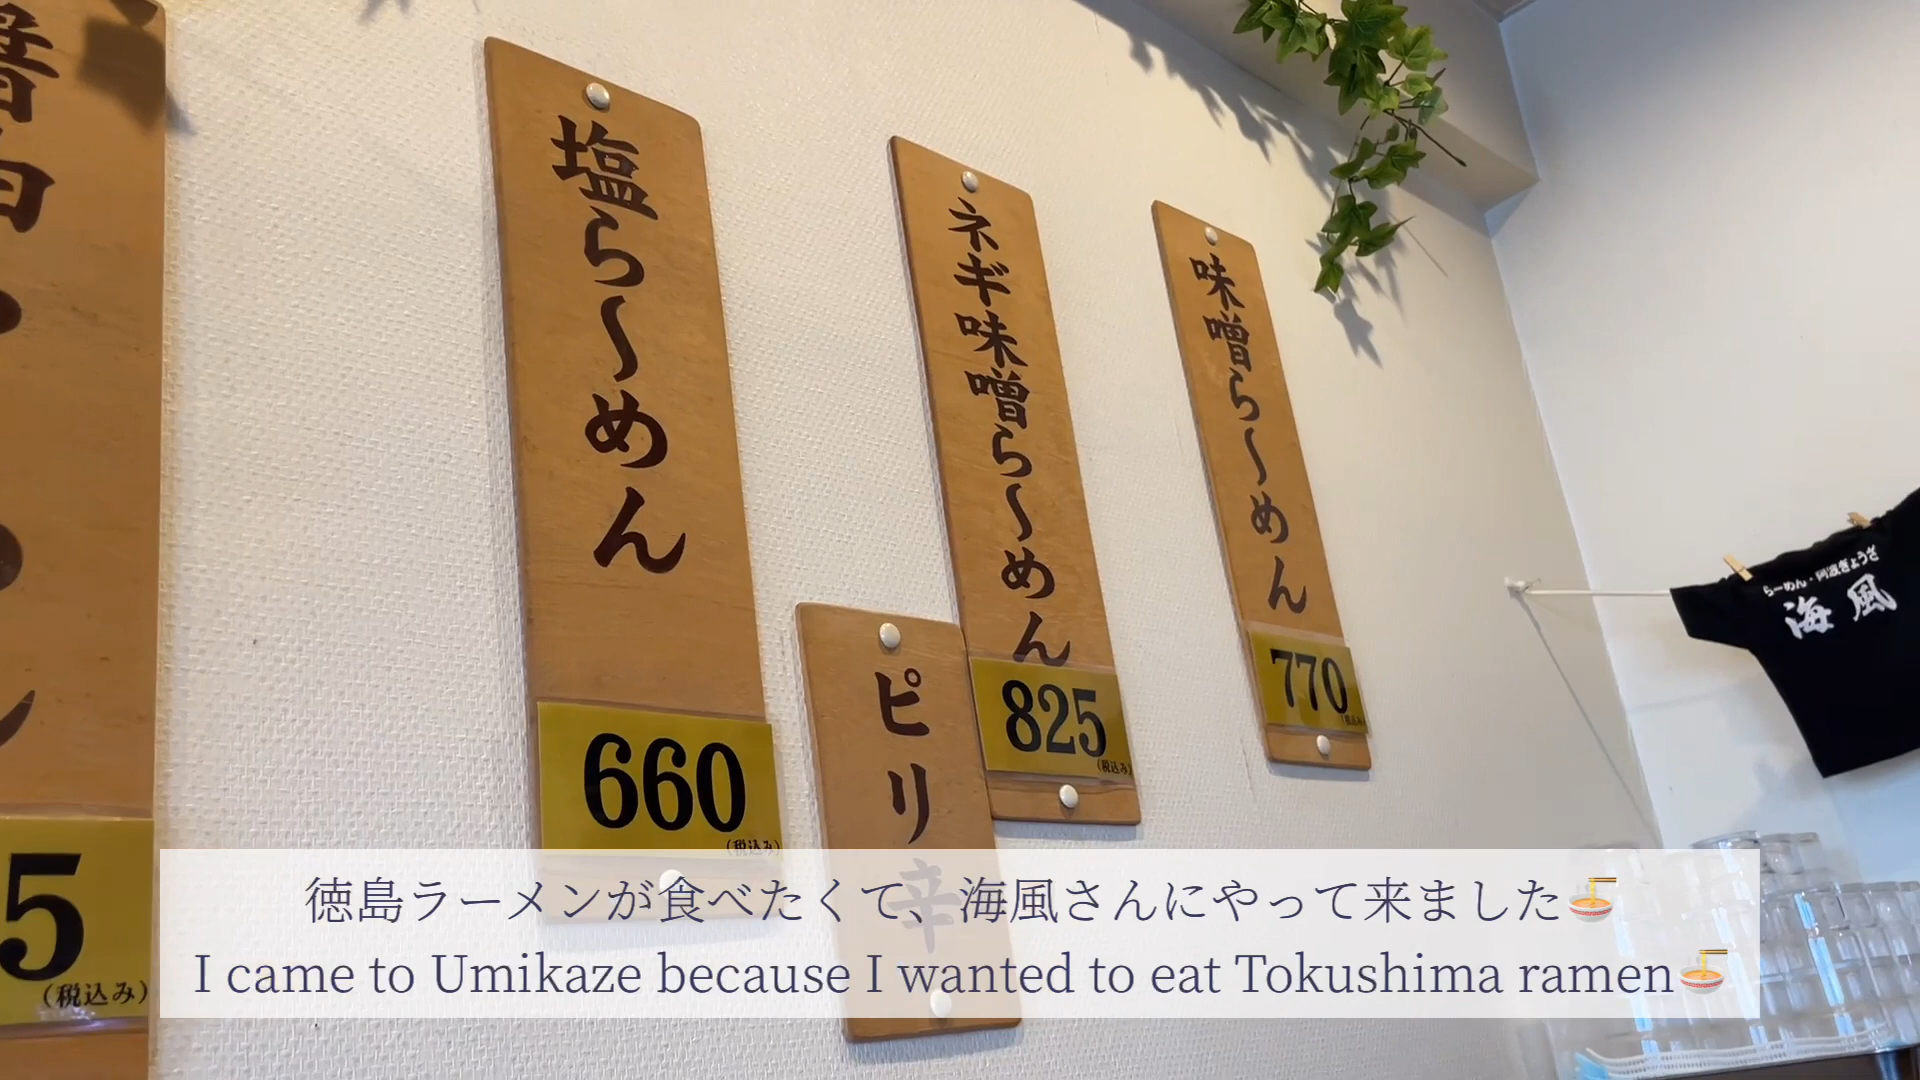 塩ら〜めん
660
(税込み)
ネギ味噌ら〜めん
825
(税込み)
ピリ辛
味噌ら〜めん
770
(税込み)
らーめん・阿波ぎょうざ
海風
5
(税込み)
徳島ラーメンが食べたくて、海風さんにやって来ました🍜
I came to Umikaze because I wanted to eat Tokushima ramen🍜